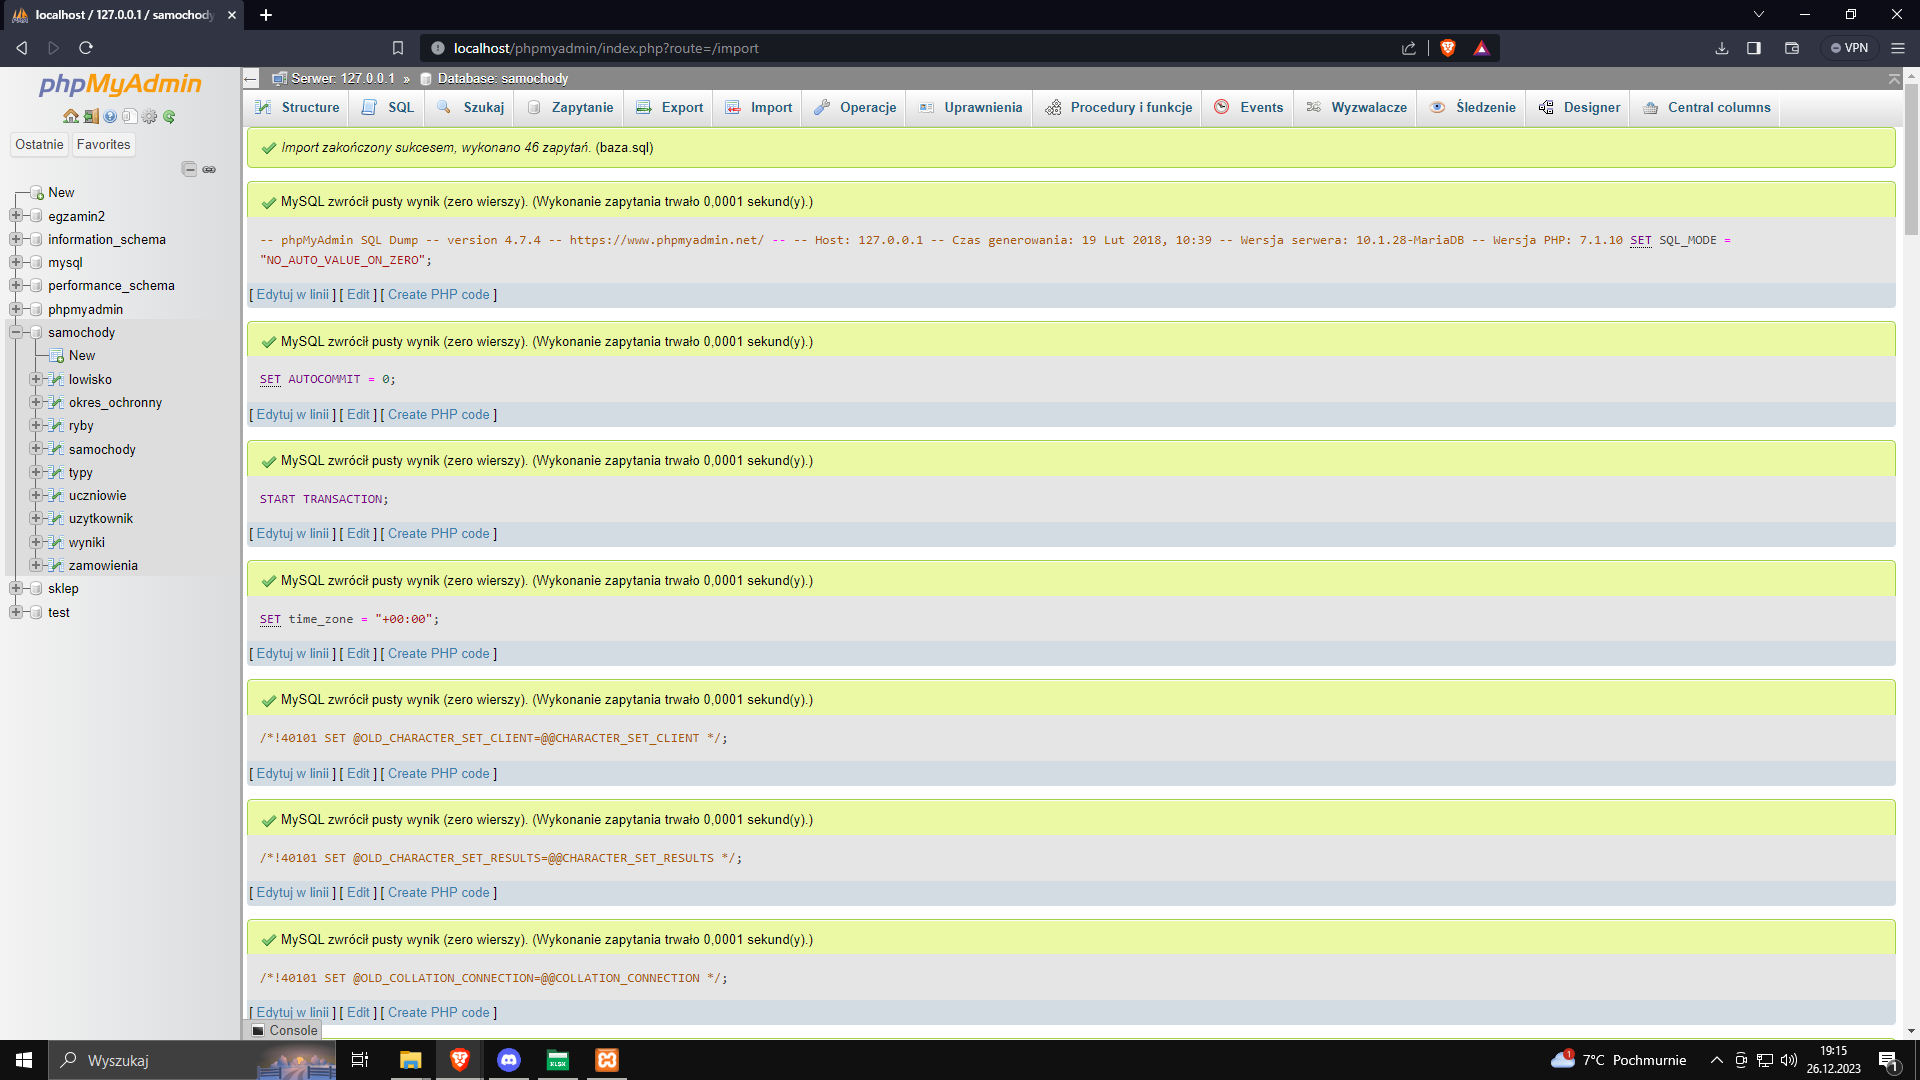 localhost / 127.0.0.1 / samochody
localhost/phpmyadmin/index.php?route=/import
VPN
phpMyAdmin
Ostatnie
Favorites
New
egzamin2
information_schema
mysql
performance_schema
phpmyadmin
samochody
New
lowisko
okres_ochronny
ryby
samochody
typy
uczniowie
uzytkownik
wyniki
zamowienia
sklep
test
Serwer: 127.0.0.1 » Database: samochody
Structure SQL Szukaj Zapytanie Export Import Operacje Uprawnienia Procedury i funkcje Events Wyzwalacze Śledzenie Designer Central columns
Import zakończony sukcesem, wykonano 46 zapytań. (baza.sql)
MySQL zwrócił pusty wynik (zero wierszy). (Wykonanie zapytania trwało 0,0001 sekund(y).)
-- phpMyAdmin SQL Dump -- version 4.7.4 -- https://www.phpmyadmin.net/ -- -- Host: 127.0.0.1 -- Czas generowania: 19 Lut 2018, 10:39 -- Wersja serwera: 10.1.28-MariaDB -- Wersja PHP: 7.1.10 SET SQL_MODE =
"NO_AUTO_VALUE_ON_ZERO";
[ Edytuj w linii ] [ Edit ] [ Create PHP code ]
MySQL zwrócił pusty wynik (zero wierszy). (Wykonanie zapytania trwało 0,0001 sekund(y).)
SET AUTOCOMMIT = 0;
[ Edytuj w linii ] [ Edit ] [ Create PHP code ]
MySQL zwrócił pusty wynik (zero wierszy). (Wykonanie zapytania trwało 0,0001 sekund(y).)
START TRANSACTION;
[ Edytuj w linii ] [ Edit ] [ Create PHP code ]
MySQL zwrócił pusty wynik (zero wierszy). (Wykonanie zapytania trwało 0,0001 sekund(y).)
SET time_zone = "+00:00";
[ Edytuj w linii ] [ Edit ] [ Create PHP code ]
MySQL zwrócił pusty wynik (zero wierszy). (Wykonanie zapytania trwało 0,0001 sekund(y).)
/*!40101 SET @OLD_CHARACTER_SET_CLIENT=@@CHARACTER_SET_CLIENT */;
[ Edytuj w linii ] [ Edit ] [ Create PHP code ]
MySQL zwrócił pusty wynik (zero wierszy). (Wykonanie zapytania trwało 0,0001 sekund(y).)
/*!40101 SET @OLD_CHARACTER_SET_RESULTS=@@CHARACTER_SET_RESULTS */;
[ Edytuj w linii ] [ Edit ] [ Create PHP code ]
MySQL zwrócił pusty wynik (zero wierszy). (Wykonanie zapytania trwało 0,0001 sekund(y).)
/*!40101 SET @OLD_COLLATION_CONNECTION=@@COLLATION_CONNECTION */;
[ Edytuj w linii ] [ Edit ] [ Create PHP code ]
Console
Wyszukaj
XLSX
1
7°C Pochmurnie
19:15
26.12.2023
1